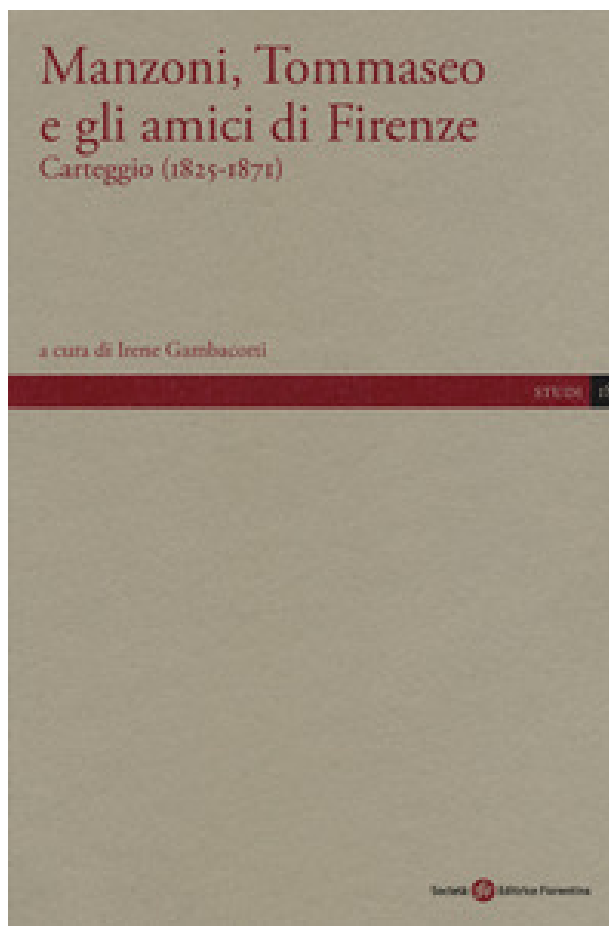 Manzoni, Tommaseo
e gli amici di Firenze
Carteggio (1825-1871)
a cura di Irene Gambacorti
STUDI
Società Editrice Fiorentina